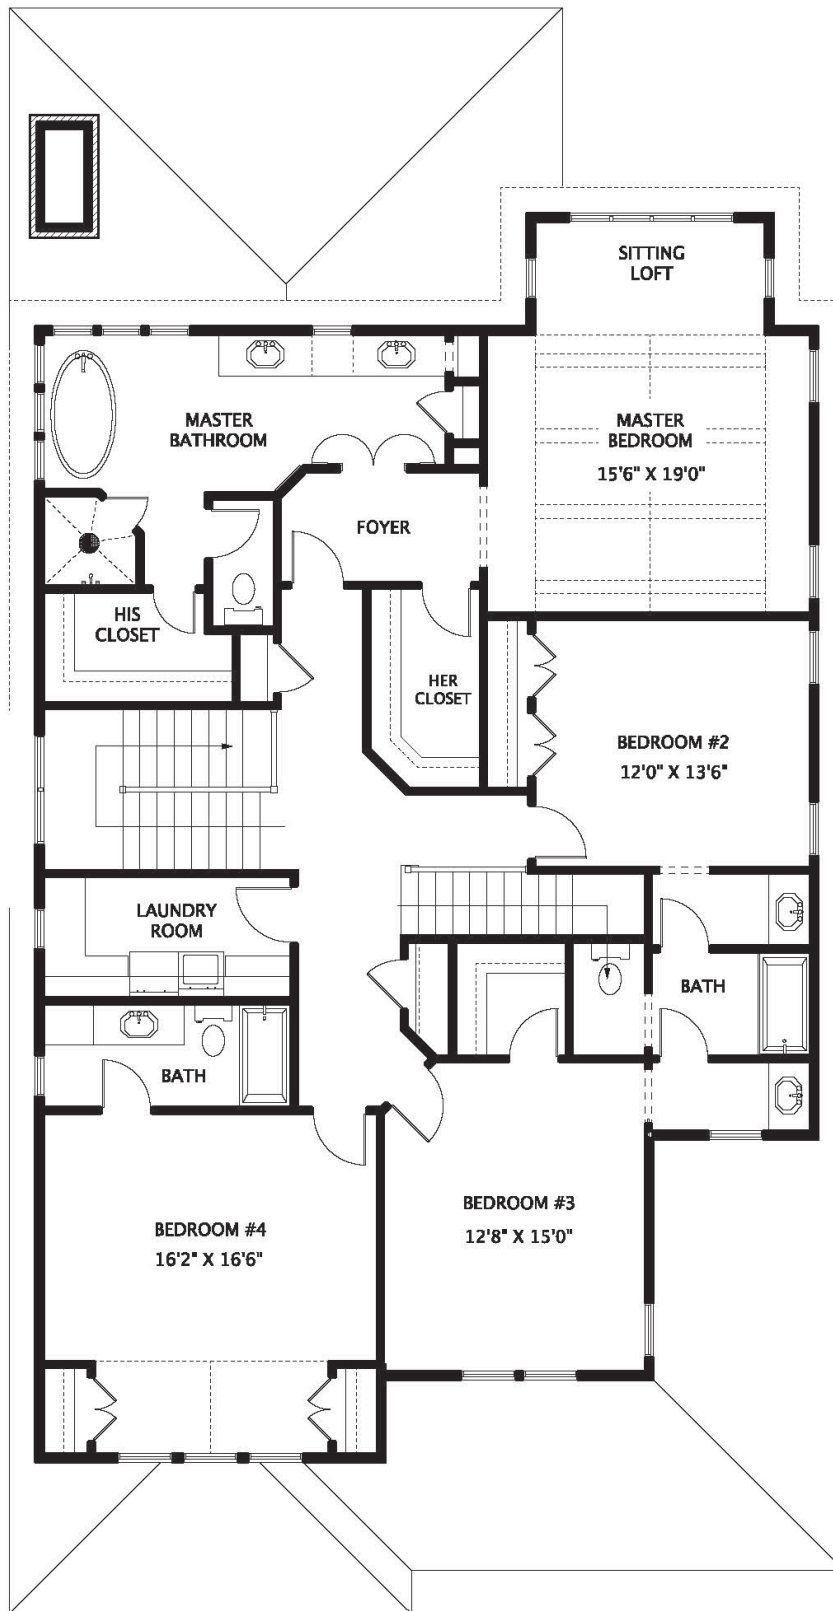 SITTING
LOFT
MASTER
BATHROOM
MASTER
BEDROOM
15'6" X 19'0"
FOYER
HIS
CLOSET
HER
CLOSET
BEDROOM #2
12'0" X 13'6"
LAUNDRY
ROOM
BATH
BATH
BEDROOM #3
12'8" X 15'0"
BEDROOM #4
16'2" X 16'6"